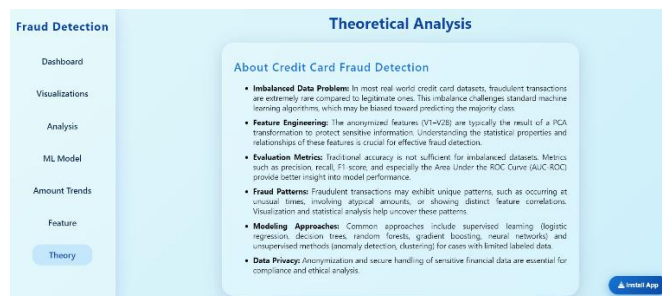 Fraud Detection
Dashboard
Visualizations
Analysis
ML Model
Amount Trends
Feature
Theory
Theoretical Analysis
About Credit Card Fraud Detection
• Imbalanced Data Problem: In most real-world credit card datasets, fraudulent transactions
are extremely rare compared to legitimate ones. This imbalance challenges standard machine
learning algorithms, which may be biased toward predicting the majority class.
• Feature Engineering: The anonymized features (V1–V28) are typically the result of a PCA
transformation to protect sensitive information. Understanding the statistical properties and
relationships of these features is crucial for effective fraud detection.
• Evaluation Metrics: Traditional accuracy is not sufficient for imbalanced datasets. Metrics
such as precision, recall, F1 score, and especially the Area Under the ROC Curve (AUC-ROC)
provide better insight into model performance.
• Fraud Patterns: Fraudulent transactions may exhibit unique patterns, such as occurring at
unusual times, involving atypical amounts, or showing distinct feature correlations.
Visualization and statistical analysis help uncover these patterns.
• Modeling Approaches: Common approaches include supervised learning (logistic
regression, decision trees, random forests, gradient boosting, neural networks) and
unsupervised methods (anomaly detection, clustering) for cases with limited labeled data.
• Data Privacy: Anonymization and secure handling of sensitive financial data are essential for
compliance and ethical analysis.
Install App